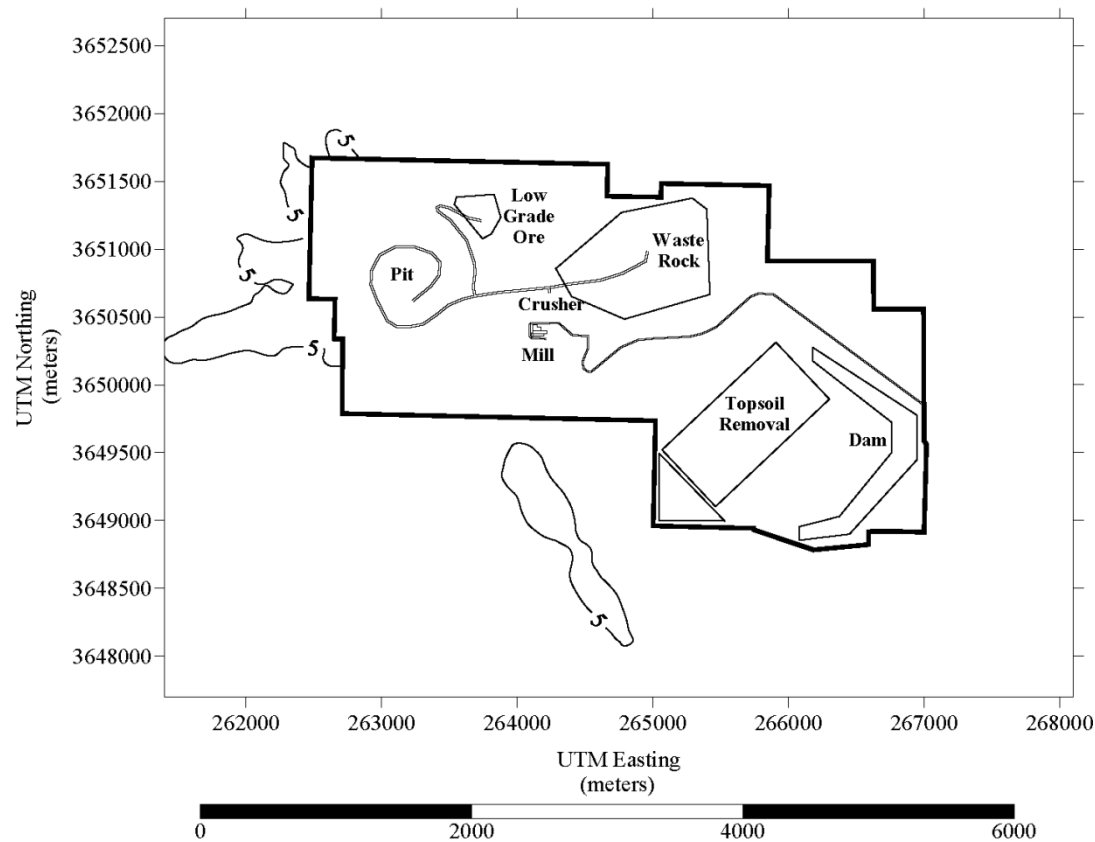 3652500
3652000
3651500
3651000
3650500
3650000
3649500
3649000
3648500
3648000
UTM Northing
(meters)
5
5
5
5
5
5
Low
Grade
Ore
Pit
Waste
Rock
Crusher
Mill
Topsoil
Removal
Dam
262000
263000
264000
265000
266000
267000
268000
UTM Easting
(meters)
0
2000
4000
6000